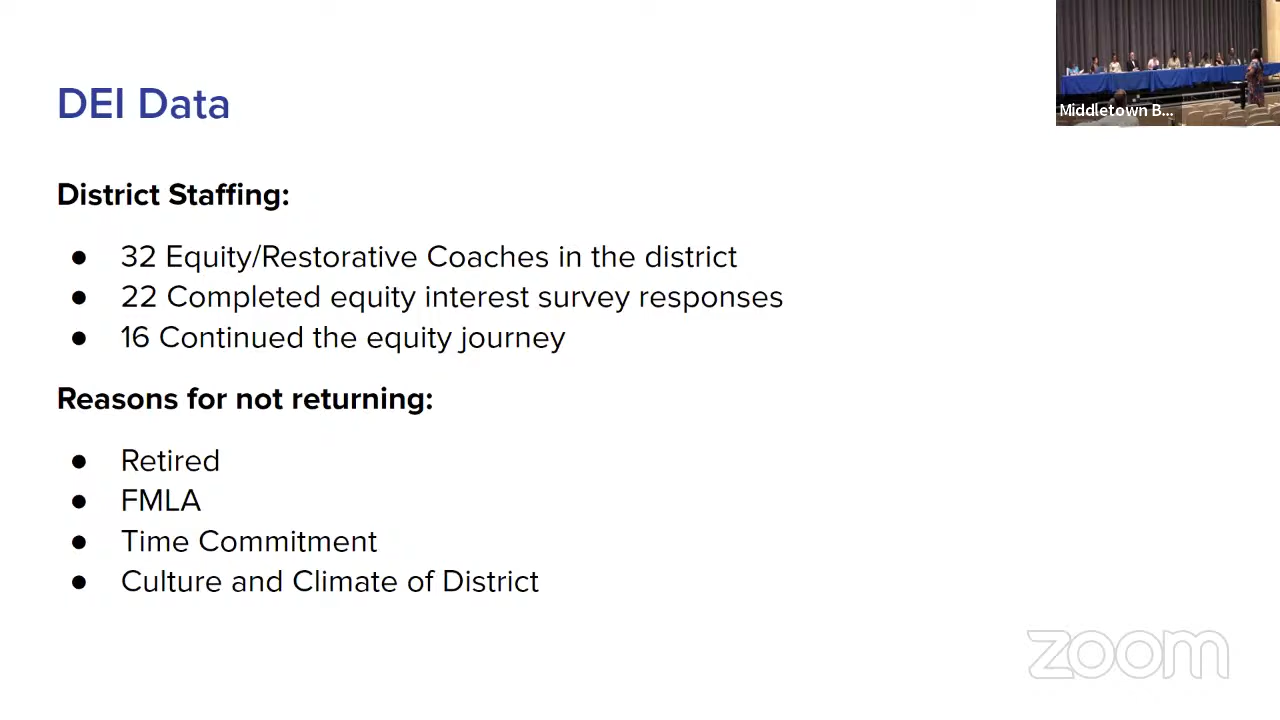 Middletown B...
DEI Data
District Staffing:
● 32 Equity/Restorative Coaches in the district
● 22 Completed equity interest survey responses
● 16 Continued the equity journey
Reasons for not returning:
● Retired
● FMLA
● Time Commitment
● Culture and Climate of District
zoom